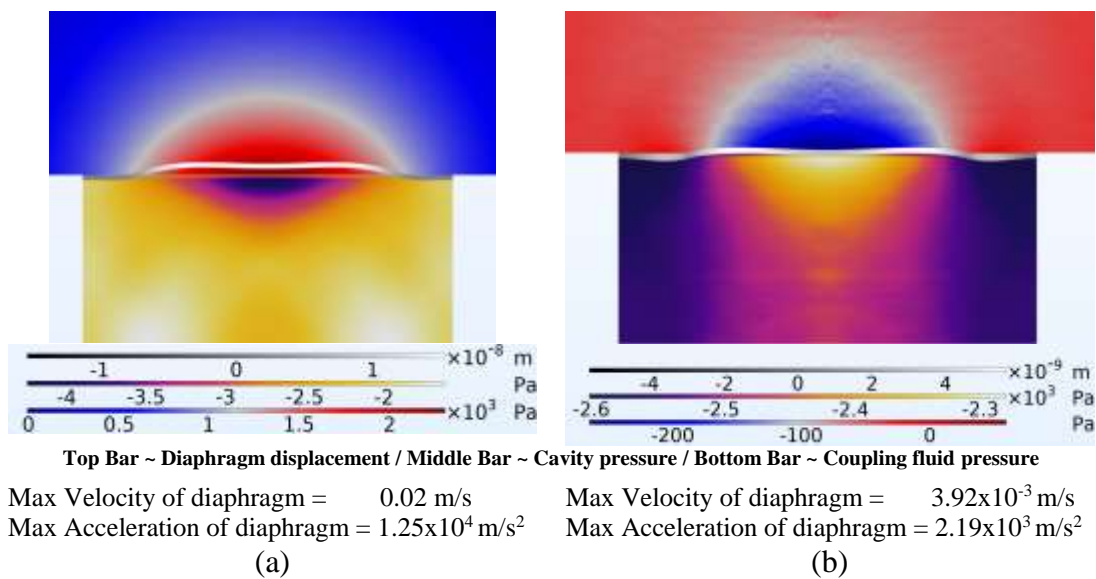 ×10⁻⁸ m
-1 0 1
Pa
-4 -3.5 -3 -2.5 -2
×10³ Pa
0 0.5 1 1.5 2
×10⁻⁹ m
-4 -2 0 2 4
×10³ Pa
-2.6 -2.5 -2.4 -2.3
Pa
-200 -100 0
Top Bar ~ Diaphragm displacement / Middle Bar ~ Cavity pressure / Bottom Bar ~ Coupling fluid pressure
Max Velocity of diaphragm = 0.02 m/s
Max Acceleration of diaphragm = 1.25x10⁴ m/s²
(a)
Max Velocity of diaphragm = 3.92x10⁻³ m/s
Max Acceleration of diaphragm = 2.19x10³ m/s²
(b)